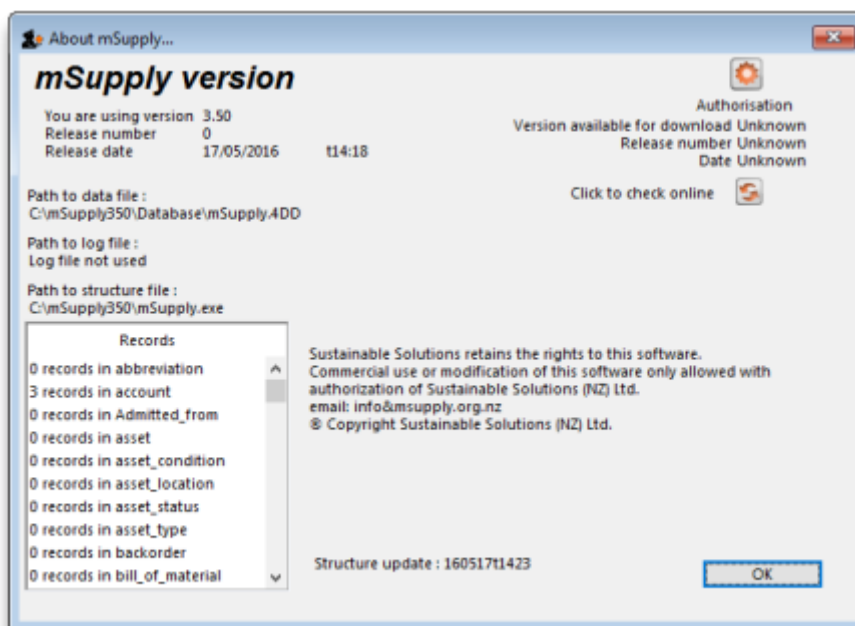 About mSupply...
mSupply version
You are using version 3.50
Release number 0
Release date 17/05/2016 t14:18
Authorisation
Version available for download Unknown
Release number Unknown
Date Unknown
Click to check online
Path to data file :
C:\mSupply350\Database\mSupply.4DD
Path to log file :
Log file not used
Path to structure file :
C:\mSupply350\mSupply.exe
Records
0 records in abbreviation
3 records in account
0 records in Admitted_from
0 records in asset
0 records in asset_condition
0 records in asset_location
0 records in asset_status
0 records in asset_type
0 records in backorder
0 records in bill_of_material
Sustainable Solutions retains the rights to this software.
Commercial use or modification of this software only allowed with
authorization of Sustainable Solutions (NZ) Ltd.
email: info&msupply.org.nz
® Copyright Sustainable Solutions (NZ) Ltd.
Structure update : 160517t1423
OK